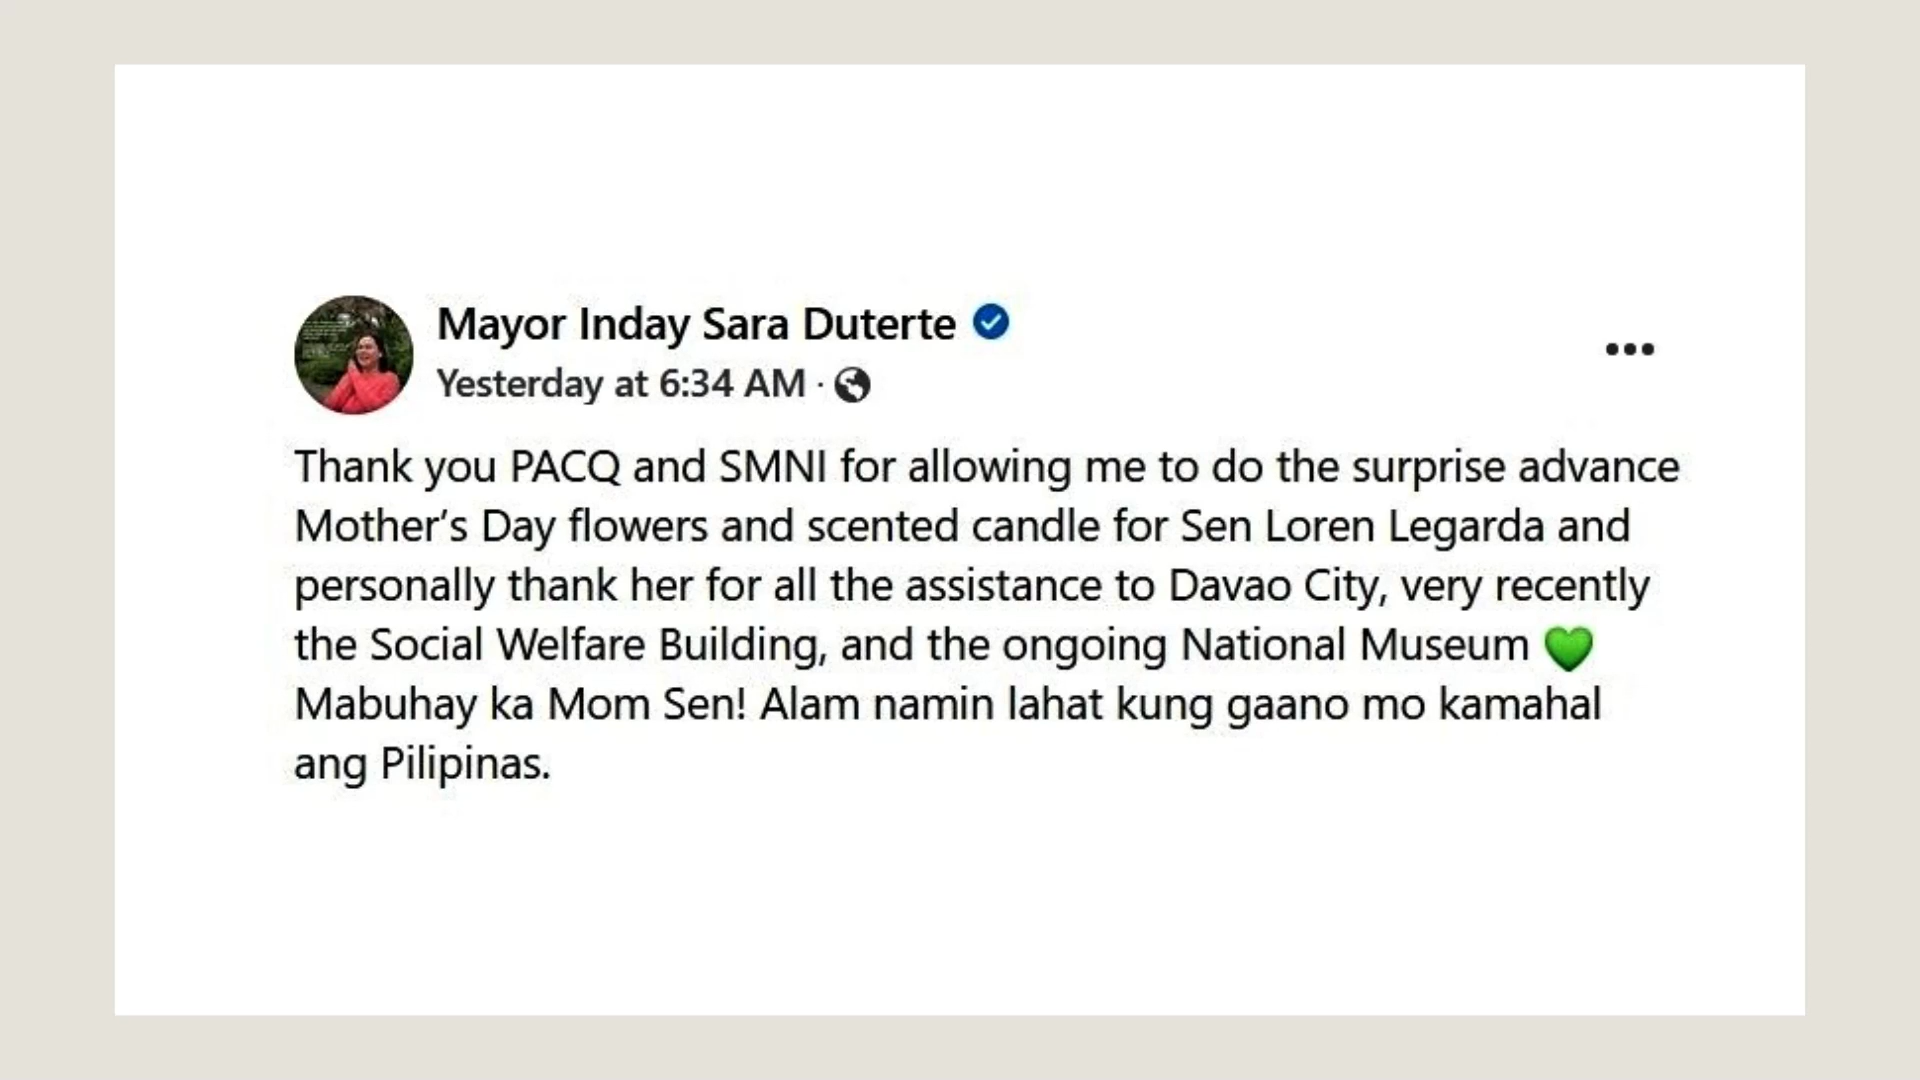 Mayor Inday Sara Duterte
Yesterday at 6:34 AM ·
Thank you PACQ and SMNI for allowing me to do the surprise advance
Mother’s Day flowers and scented candle for Sen Loren Legarda and
personally thank her for all the assistance to Davao City, very recently
the Social Welfare Building, and the ongoing National Museum 💚
Mabuhay ka Mom Sen! Alam namin lahat kung gaano mo kamahal
ang Pilipinas.